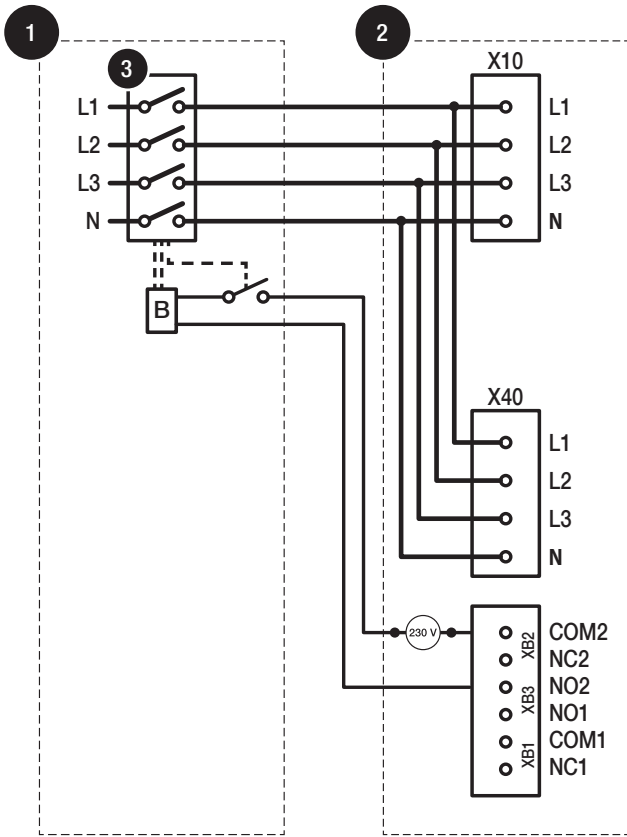 1
2
3
X10
L1 L1
L2 L2
L3 L3
N N
B
X40
L1
L2
L3
N
230 V
XB2
XB3
XB1
COM2
NC2
NO2
NO1
COM1
NC1